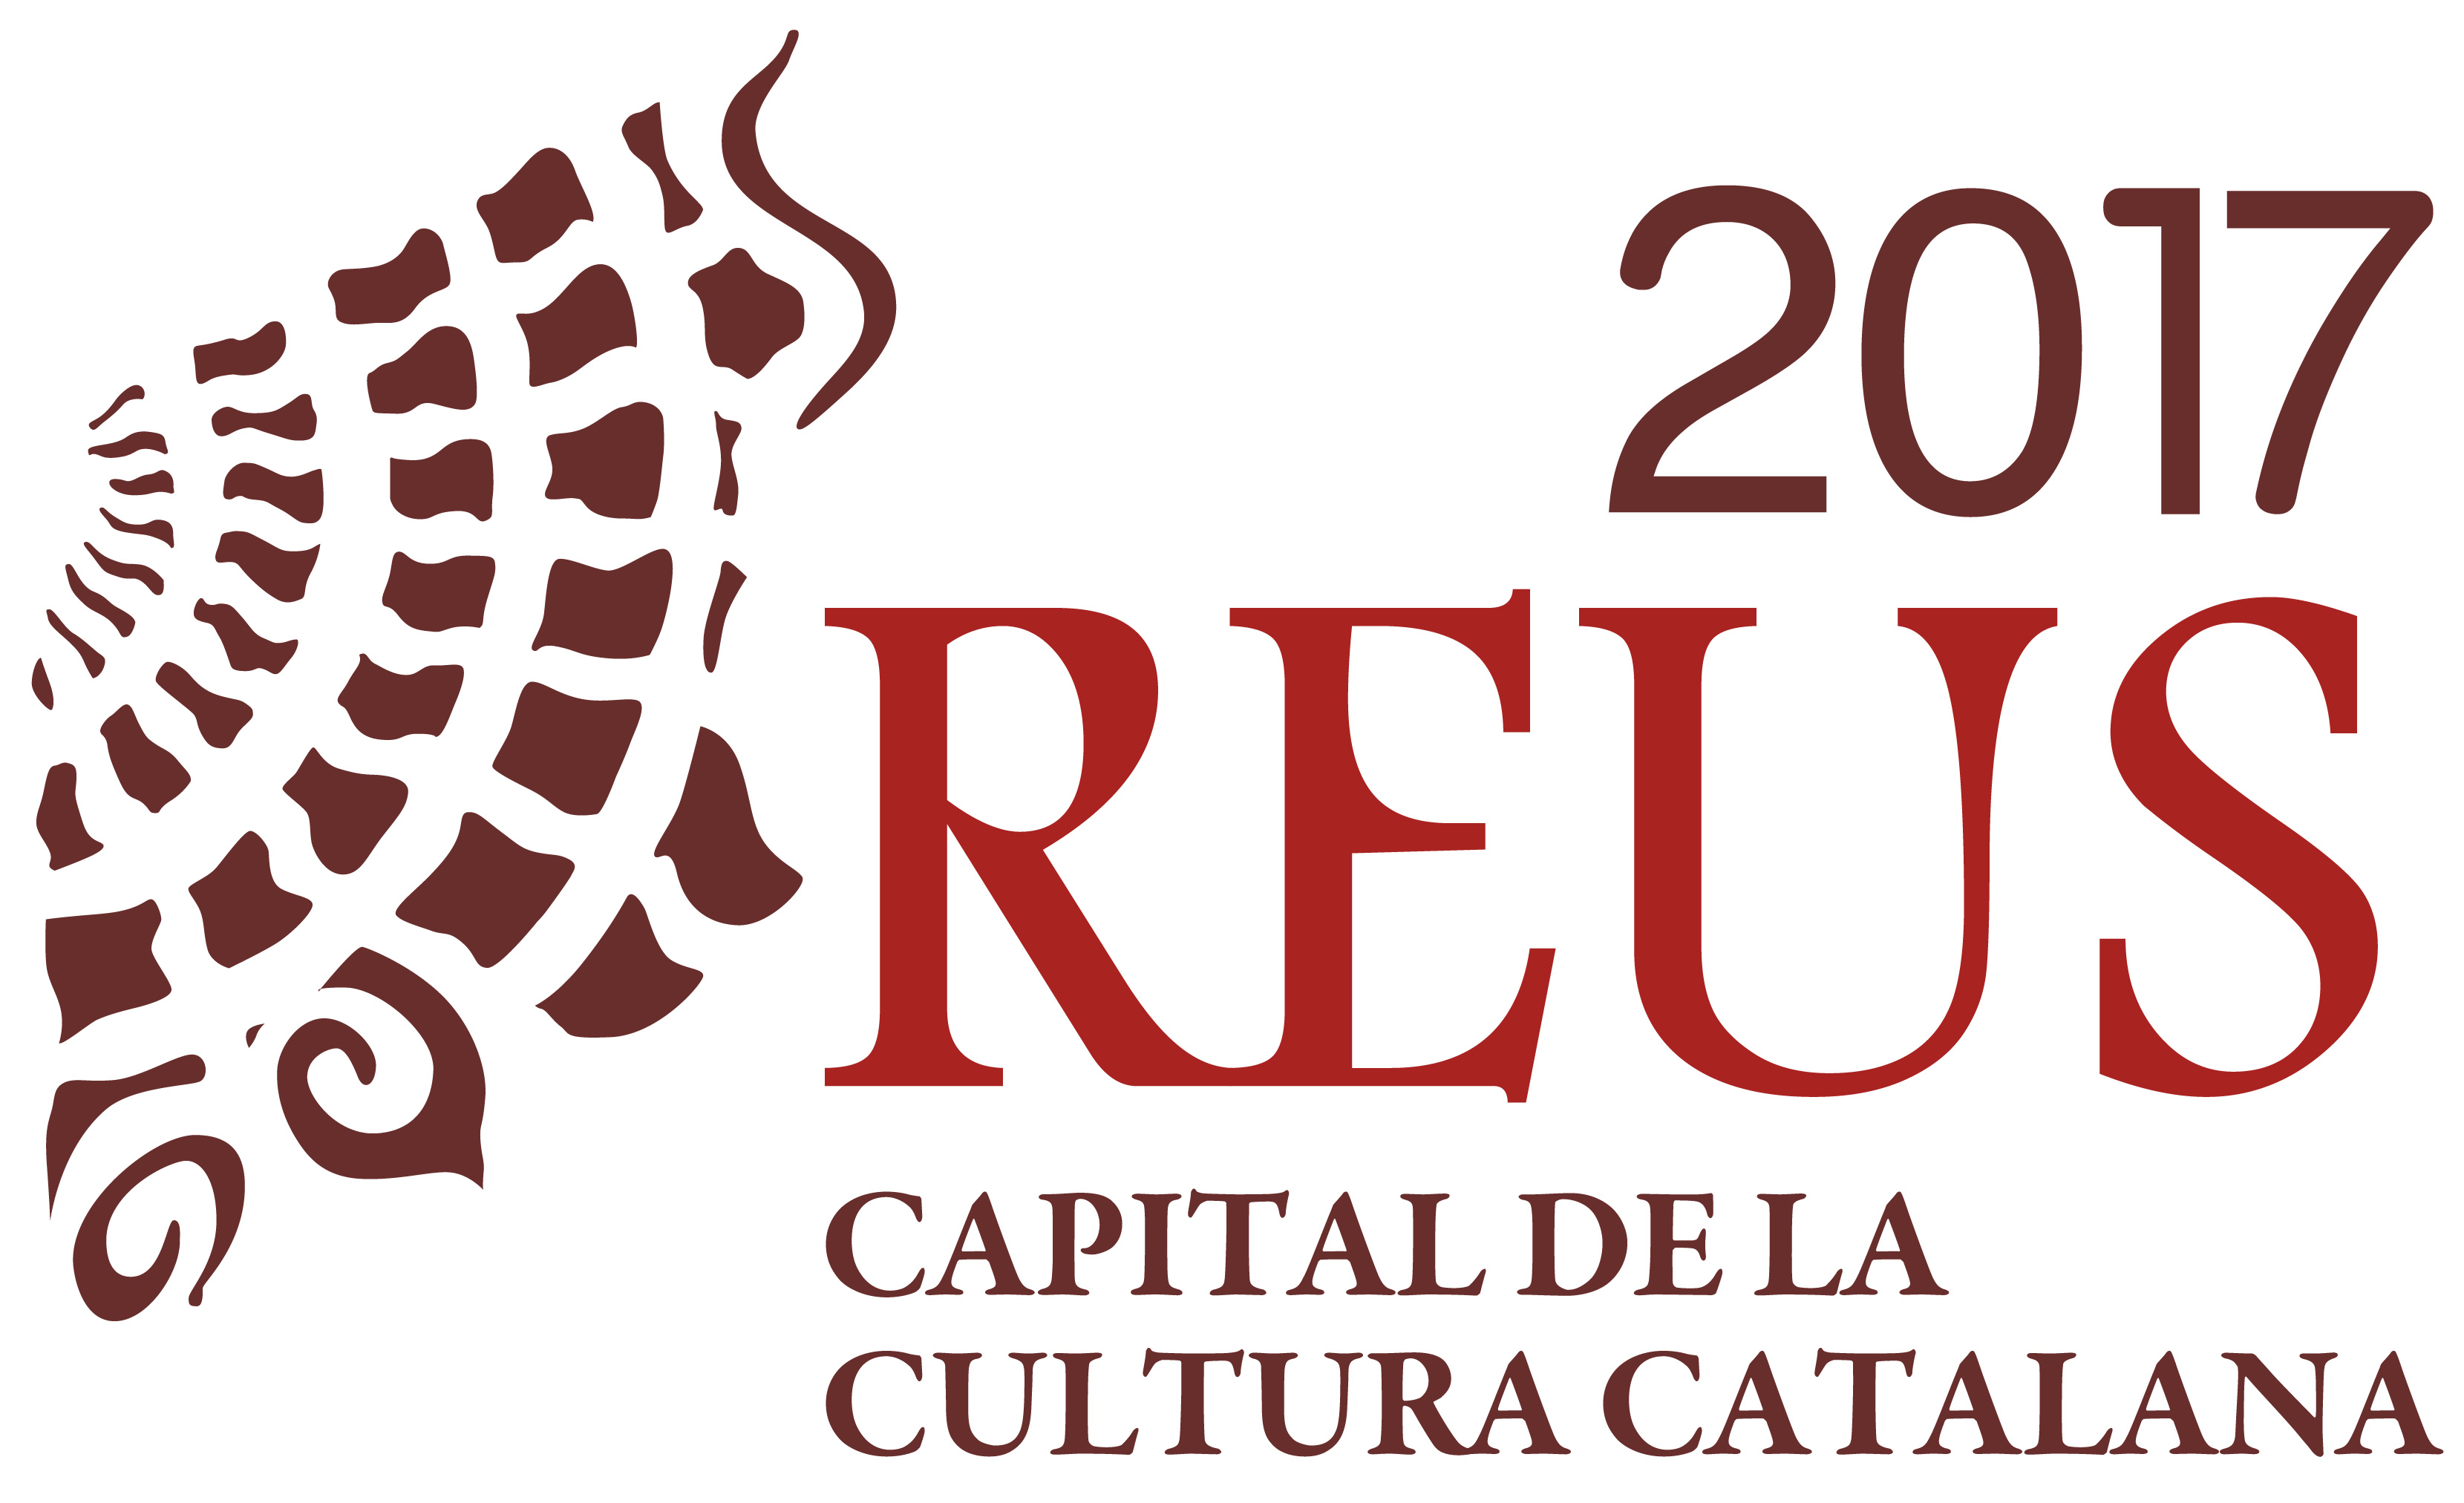 2017
REUS
CAPITAL DE LA
CULTURA CATALANA